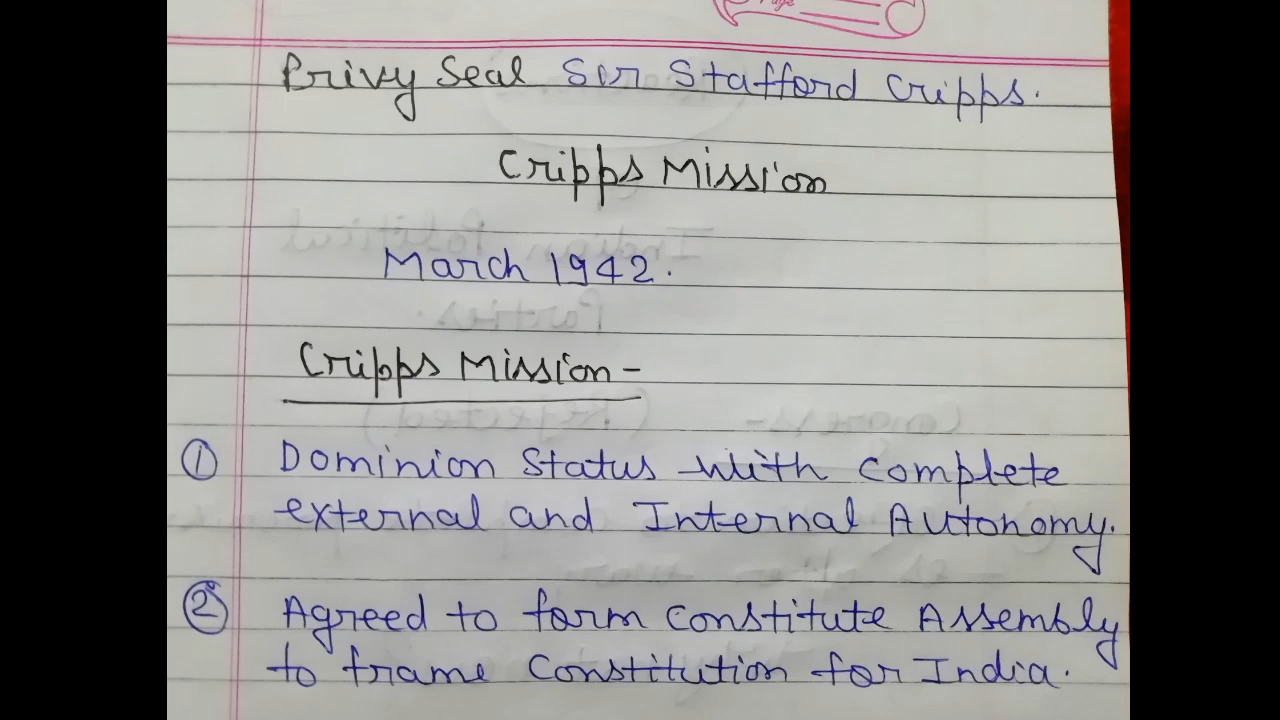 Page
Privy Seal Sir Stafford Cripps.
Cripps Mission
March 1942.
Cripps Mission -
① Dominion Status with complete
external and Internal Autonomy.
② Agreed to form constitute Assembly
to frame Constitution for India.